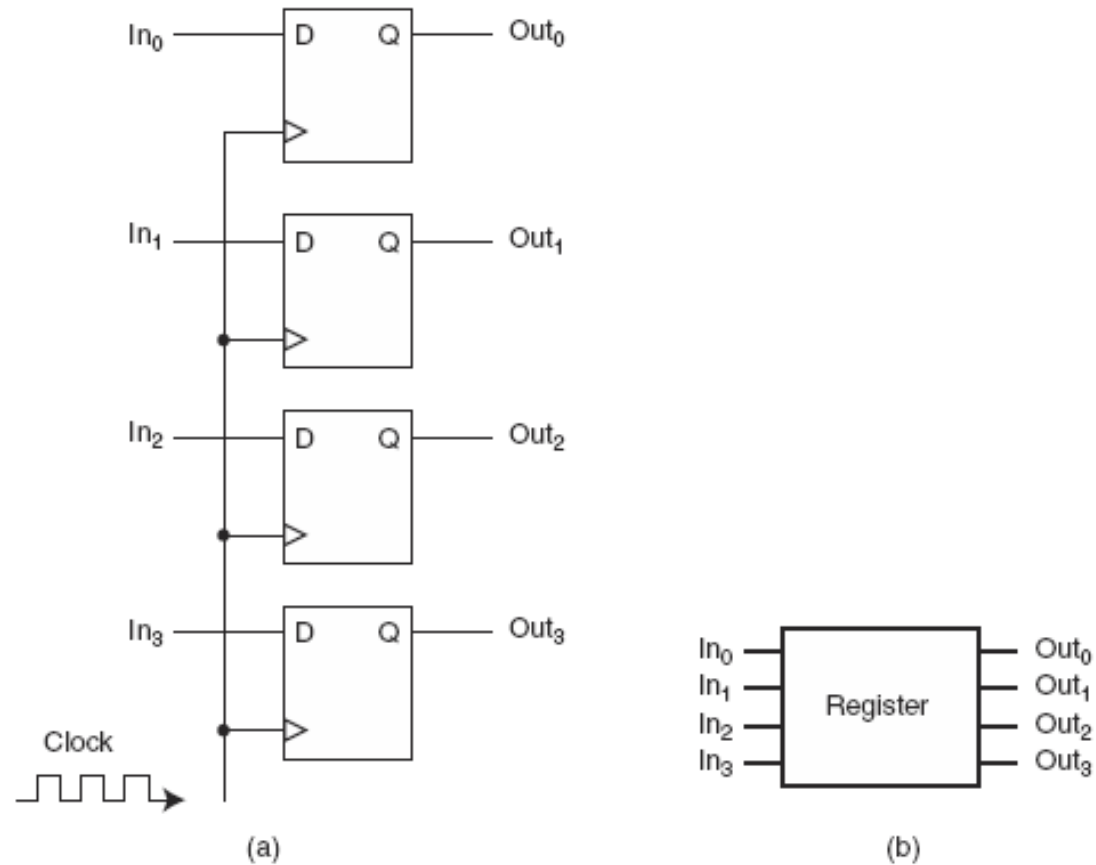 In0 D Q Out0
In1 D Q Out1
In2 D Q Out2
In3 D Q Out3
Clock
(a)
In0 Out0
In1 Out1
Register
In2 Out2
In3 Out3
(b)